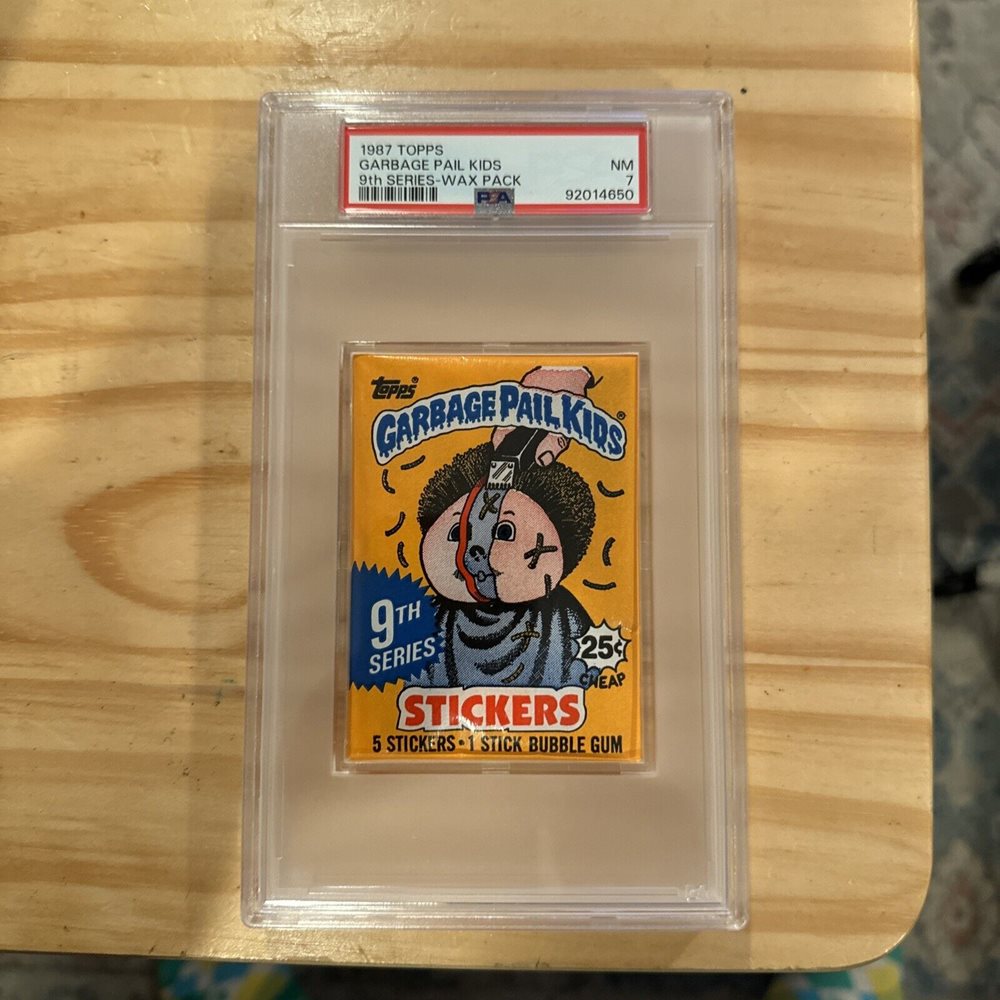 1987 TOPPS
GARBAGE PAIL KIDS NM
9th SERIES-WAX PACK 7
PSA 92014650
topps®
GARBAGE PAIL KIDS®
9TH
SERIES
25¢
CHEAP
STICKERS
5 STICKERS • 1 STICK BUBBLE GUM